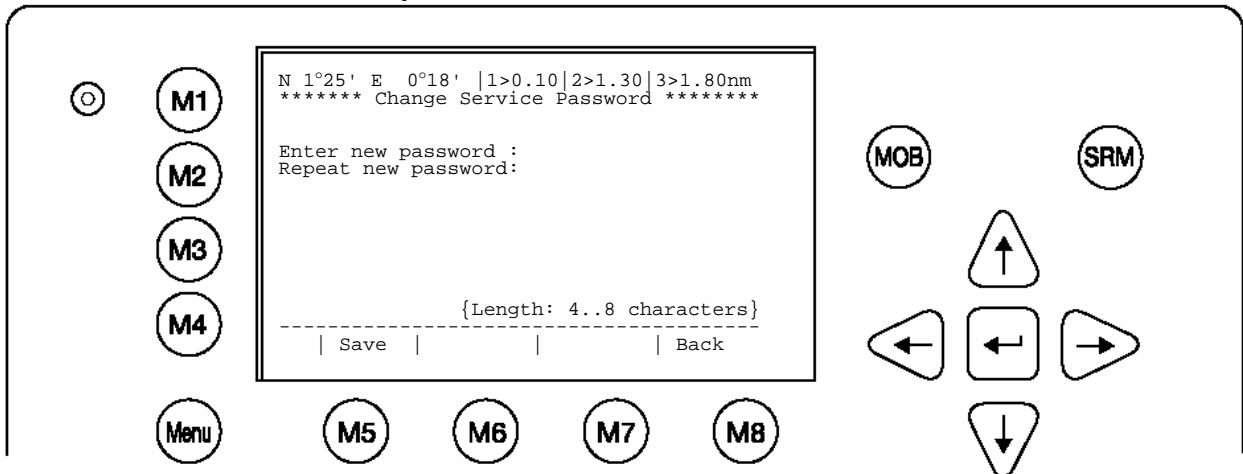 N 1°25' E 0°18' |1>0.10|2>1.30|3>1.80nm
******* Change Service Password ********
Enter new password :
Repeat new password:
{Length: 4..8 characters}
----------------------------------------
| Save | | | Back
M1
M2
M3
M4
Menu
M5
M6
M7
M8
MOB
SRM